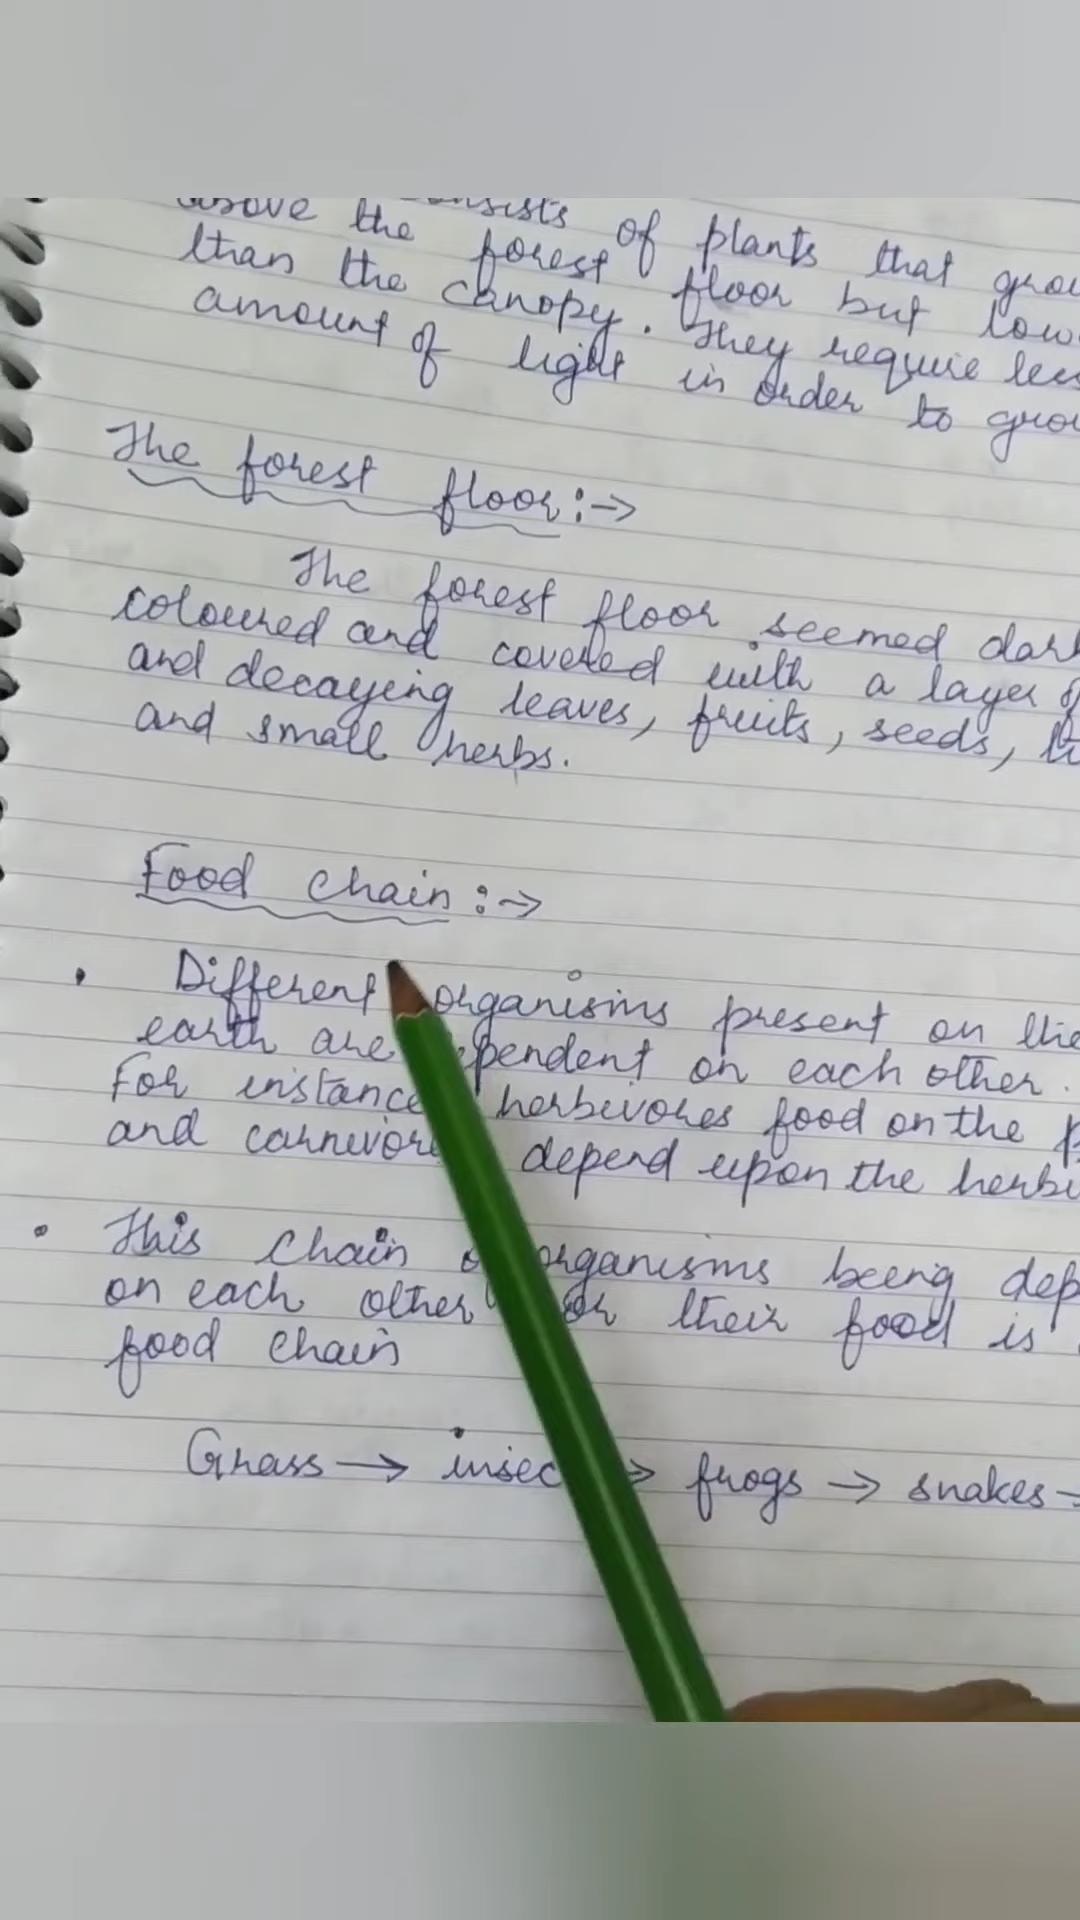 above the
of plants that
forest floor but
than the canopy. They require
amount of light in order to
The forest floor :→
The forest floor seemed
coloured and covered with a layer
and decaying leaves, fruits, seeds,
and small herbs.
Food chain :→
• Different organisms present on the
earth are on each other.
For instance herbivores food on the
and depend upon the
• This chain organisms being
on each other their food is
food chain
Grass → → frogs → snakes →